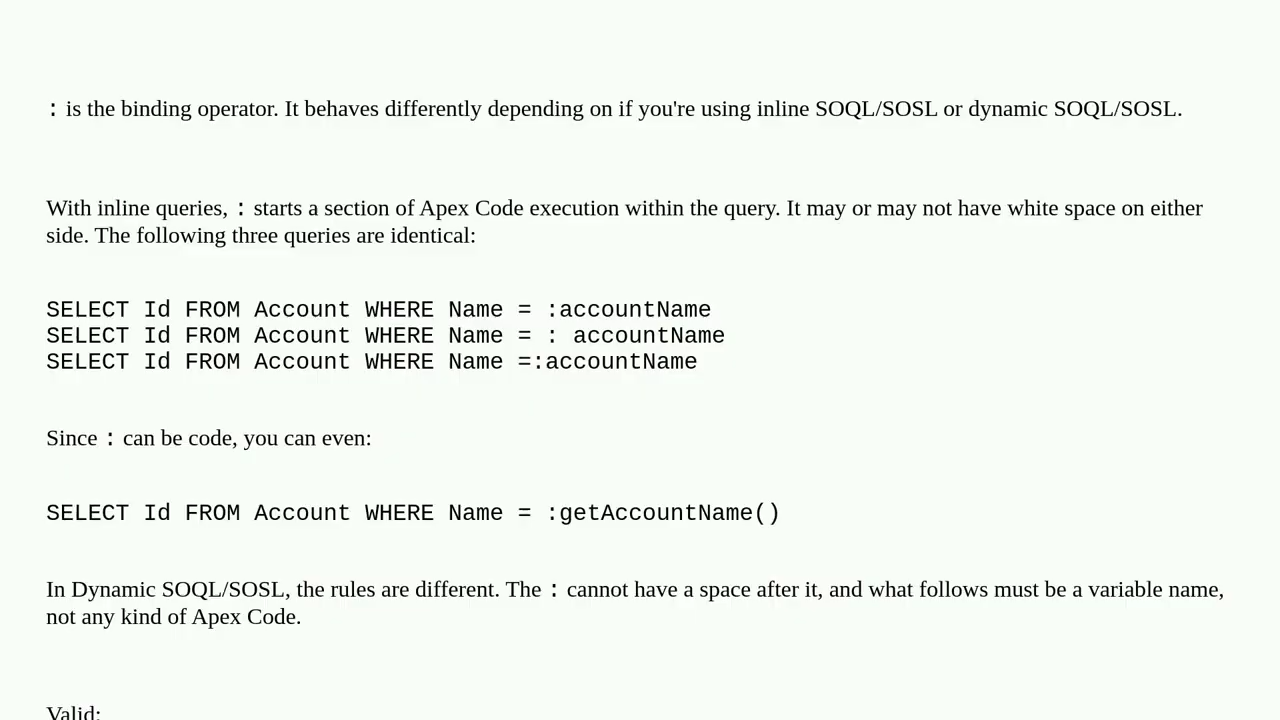 : is the binding operator. It behaves differently depending on if you're using inline SOQL/SOSL or dynamic SOQL/SOSL.
With inline queries, : starts a section of Apex Code execution within the query. It may or may not have white space on either
side. The following three queries are identical:
SELECT Id FROM Account WHERE Name = :accountName
SELECT Id FROM Account WHERE Name = : accountName
SELECT Id FROM Account WHERE Name =:accountName
Since : can be code, you can even:
SELECT Id FROM Account WHERE Name = :getAccountName()
In Dynamic SOQL/SOSL, the rules are different. The : cannot have a space after it, and what follows must be a variable name,
not any kind of Apex Code.
Valid: